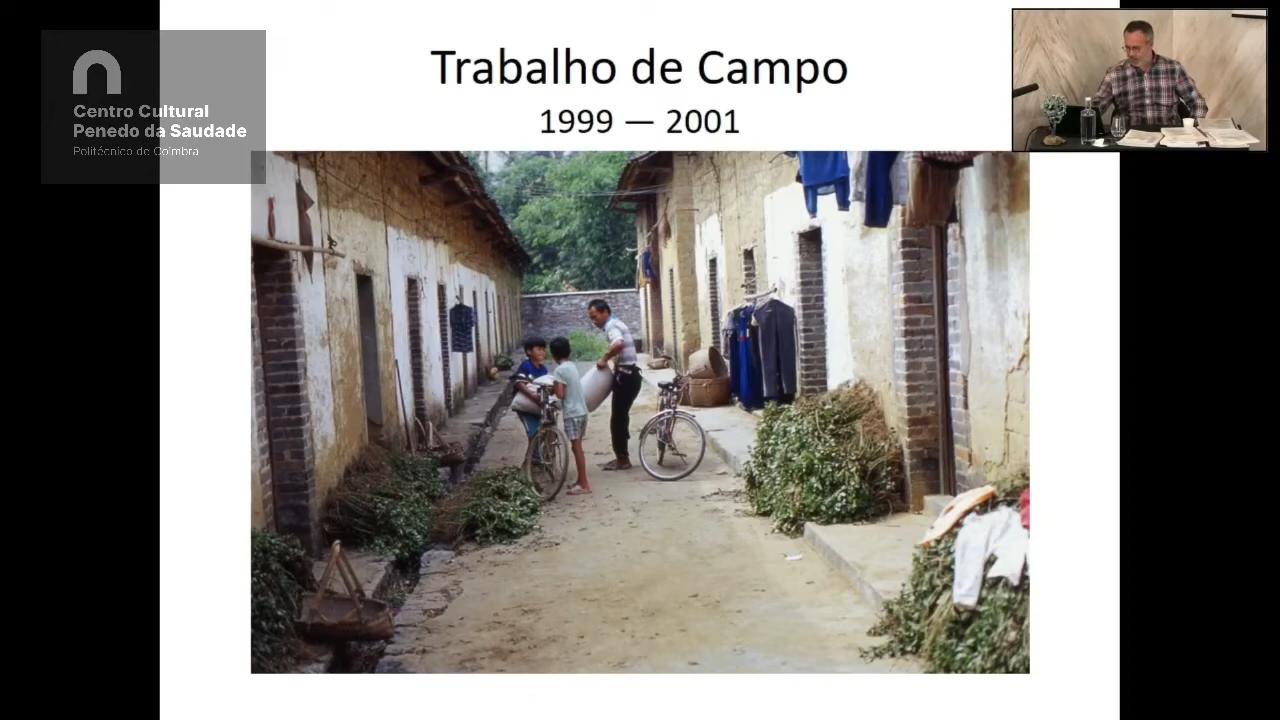 Trabalho de Campo
1999 — 2001
Centro Cultural
Penedo da Saudade
Politécnico de Coimbra